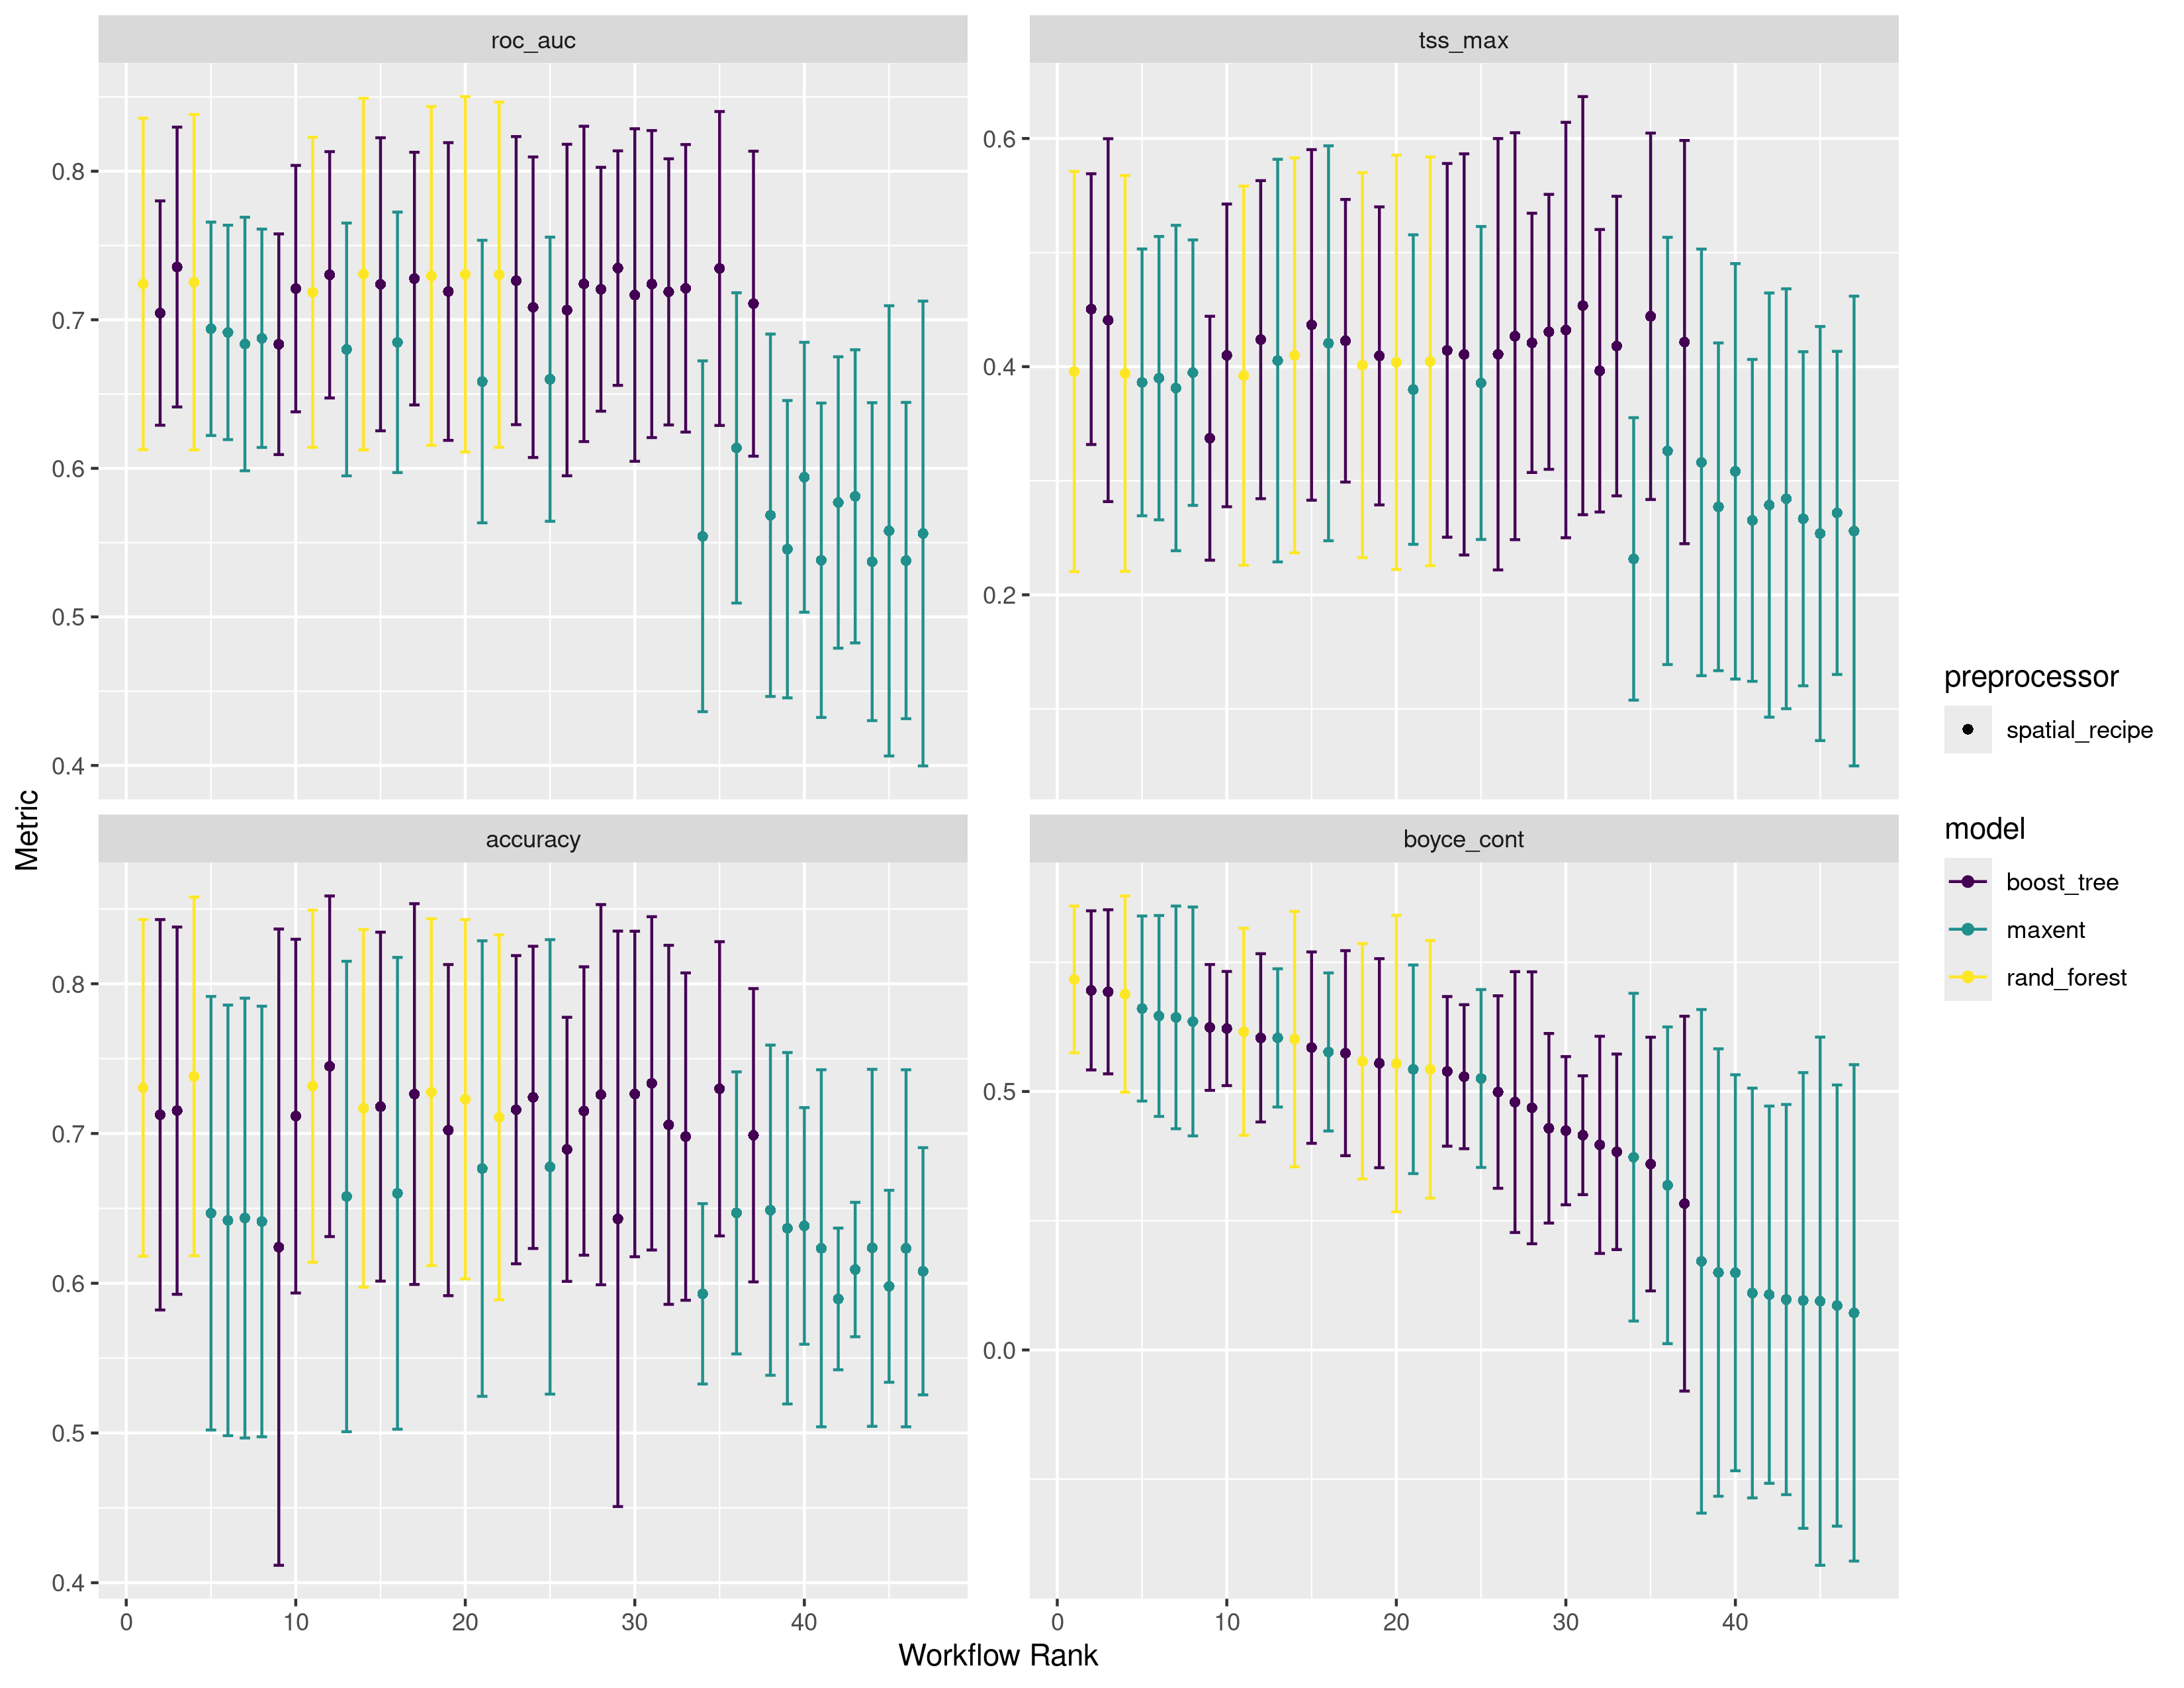 roc_auc
tss_max
0.8
0.7
0.6
0.5
0.4
0.6
0.4
0.2
accuracy
boyce_cont
0.8
0.7
0.6
0.5
0.4
0.5
0.0
0 10 20 30 40
0 10 20 30 40
Metric
Workflow Rank
preprocessor
spatial_recipe
model
boost_tree
maxent
rand_forest